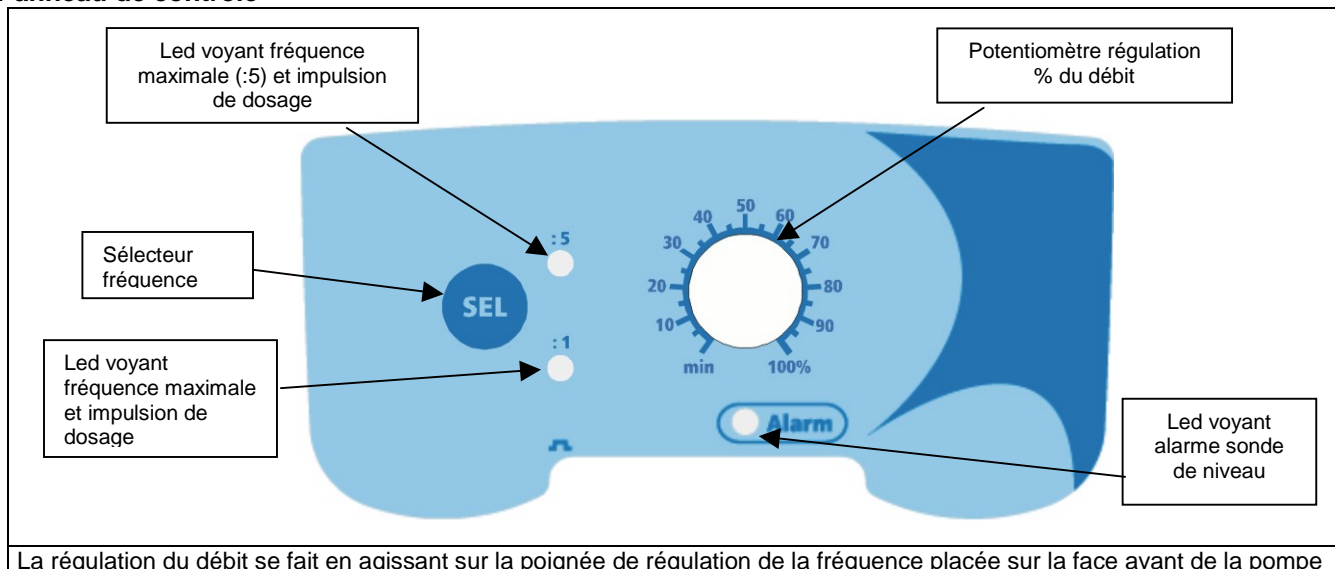 Panneau de contrôle
Led voyant fréquence
maximale (:5) et impulsion
de dosage
Potentiomètre régulation
% du débit
Sélecteur
fréquence
Led voyant
fréquence maximale
et impulsion de
dosage
Led voyant
alarme sonde
de niveau
: 5
SEL
: 1
min
10
20
30
40
50
60
70
80
90
100%
Alarm
La régulation du débit se fait en agissant sur la poignée de régulation de la fréquence placée sur la face avant de la pompe